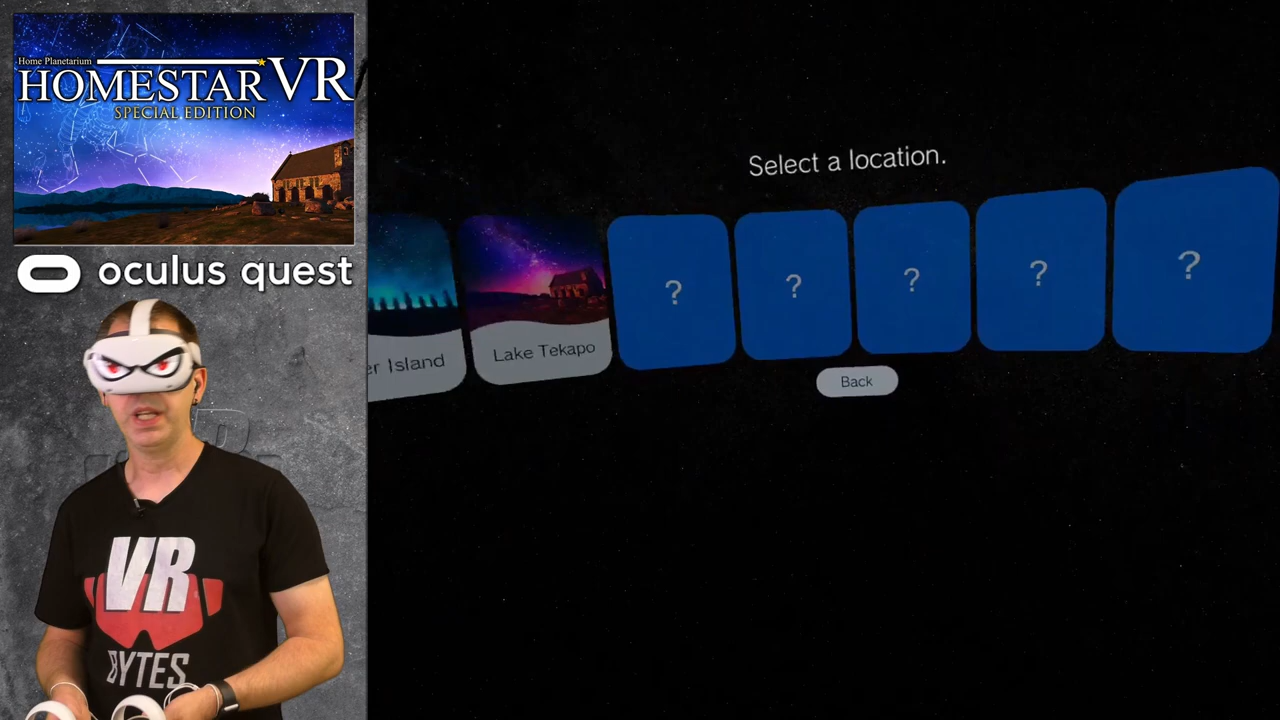 Home Planetarium
HOMESTAR VR
SPECIAL EDITION
oculus quest
VR
BYTES
Select a location.
er Island
Lake Tekapo
?
?
?
?
?
Back